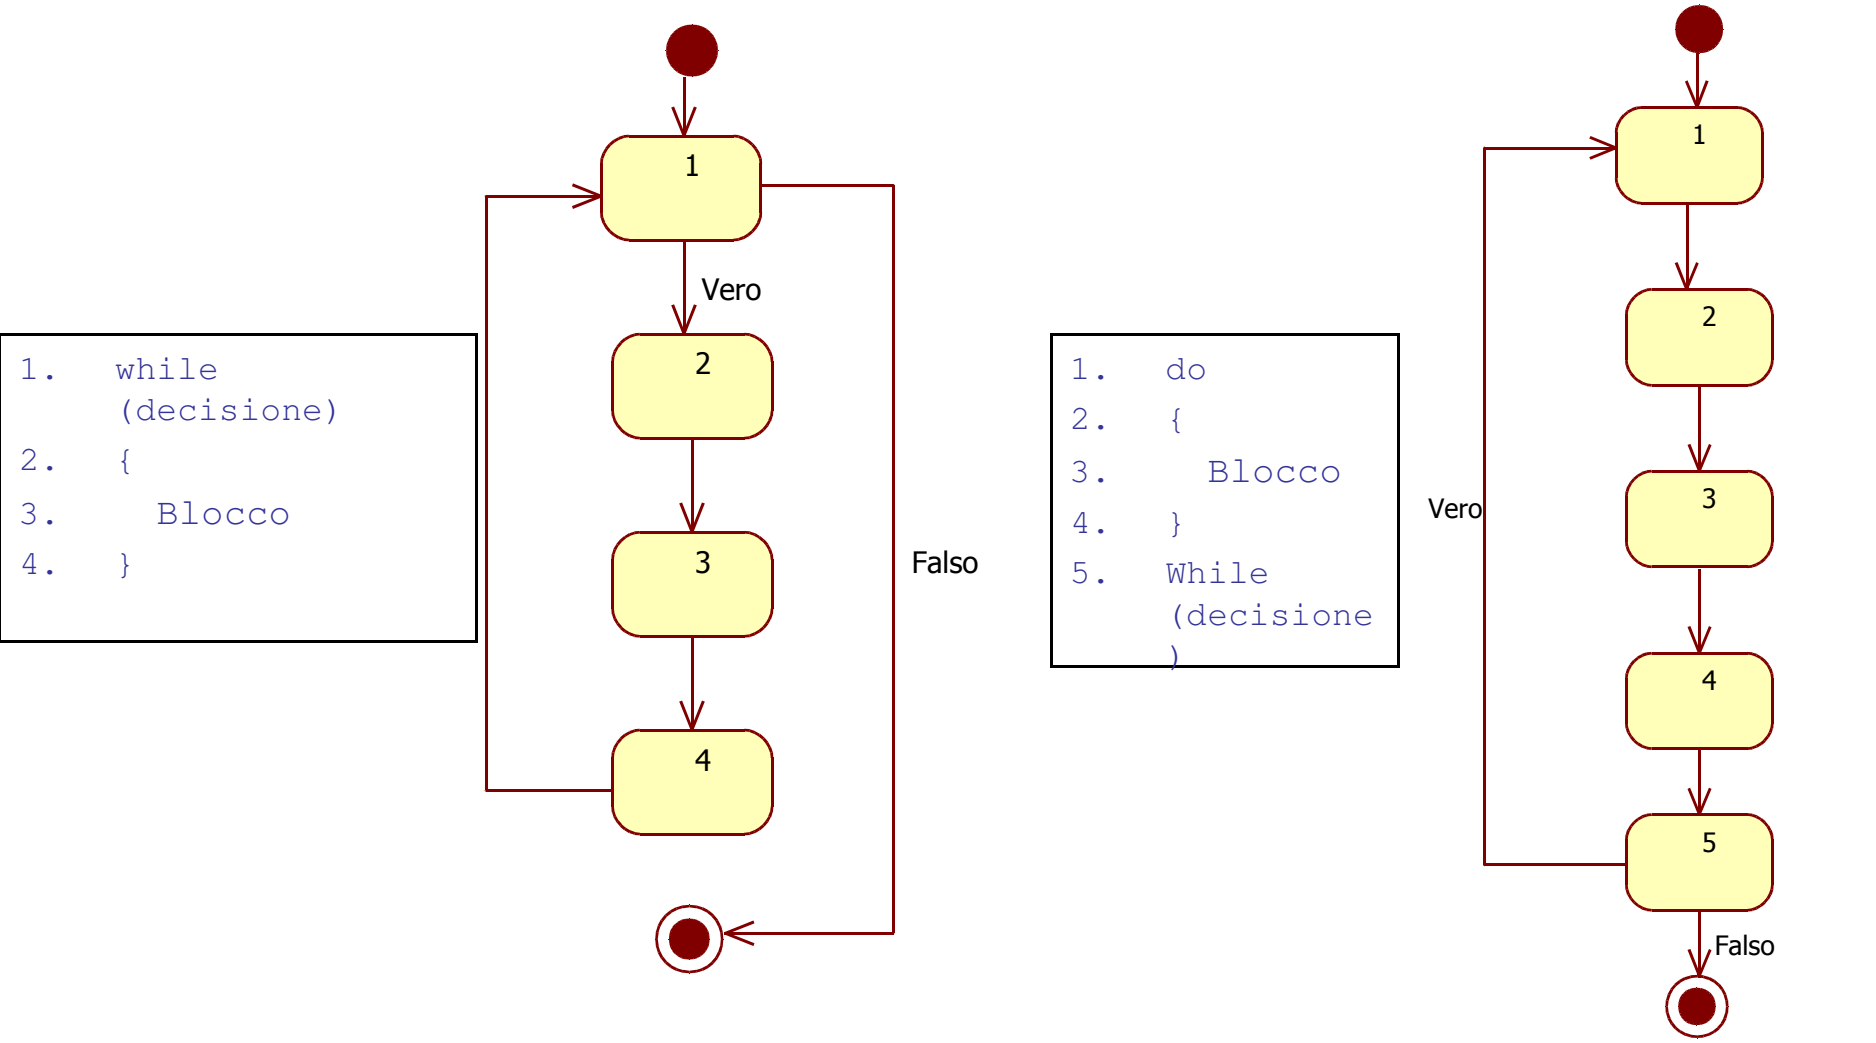 1
Vero
2
3
4
Falso
1. while
(decisione)
2. {
3. Blocco
4. }
1. do
2. {
3. Blocco
4. }
5. While
(decisione
)
1
2
3
4
5
Vero
Falso